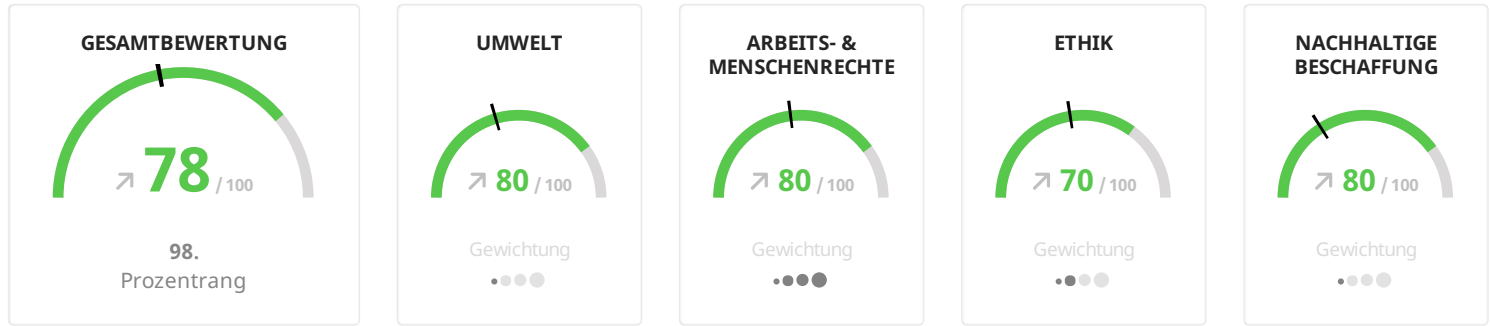 GESAMTBEWERTUNG
78 / 100
98.
Prozentrang
UMWELT
80 / 100
Gewichtung
ARBEITS- &
MENSCHENRECHTE
80 / 100
Gewichtung
ETHIK
70 / 100
Gewichtung
NACHHALTIGE
BESCHAFFUNG
80 / 100
Gewichtung